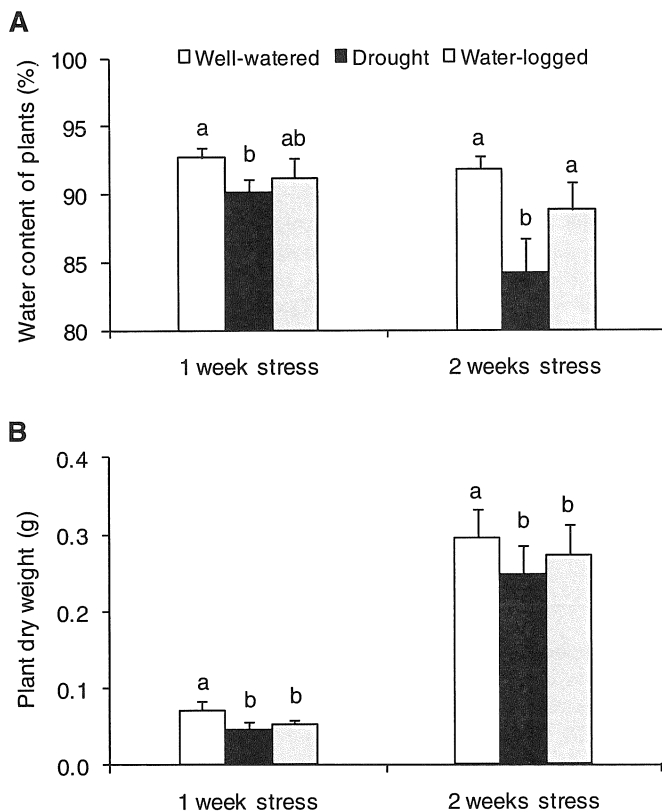 A
100
Well-watered Drought Water-logged
Water content of plants (%)
95
90
85
80
a
b
ab
a
b
a
1 week stress
2 weeks stress
B
0.4
Plant dry weight (g)
0.3
0.2
0.1
0.0
a
b
b
a
b
b
1 week stress
2 weeks stress